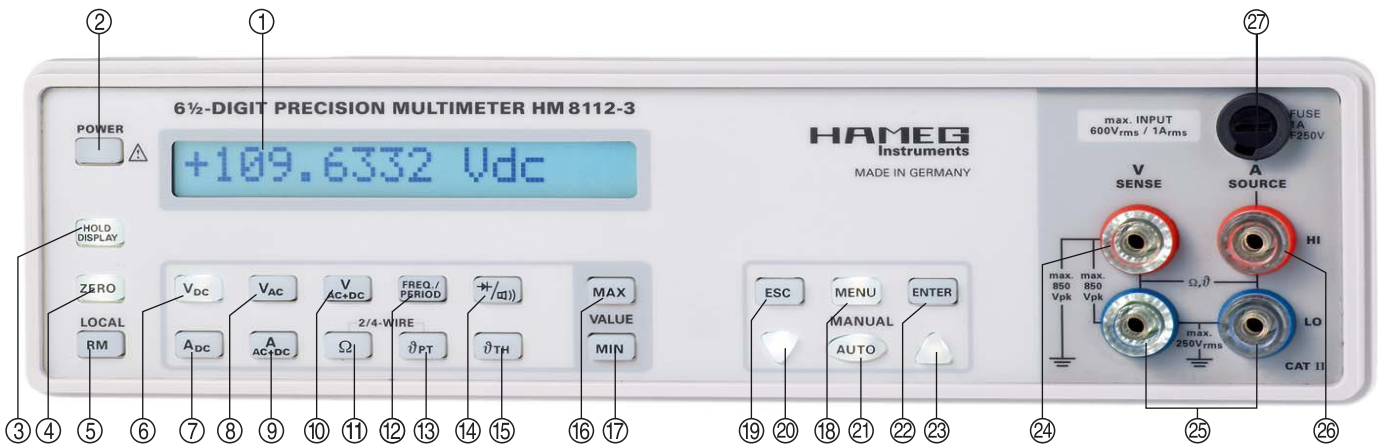 ② ① ㉗
6½-DIGIT PRECISION MULTIMETER HM 8112-3
POWER
+109.6332 Vdc
HAMEG
Instruments
MADE IN GERMANY
max. INPUT
600Vrms / 1Arms
FUSE
1A
F250V
V
SENSE
A
SOURCE
HOLD
DISPLAY
HI
ZERO
VDC
VAC
V
AC+DC
FREQ./
PERIOD
MAX
ESC
MENU
ENTER
max.
850
Vpk
max.
850
Vpk
Ω,ϑ
LOCAL
2/4-WIRE
VALUE
MANUAL
LO
RM
ADC
A
AC+DC
Ω
ϑPT
ϑTH
MIN
AUTO
max.
250Vrms
CAT II
③ ④ ⑤ ⑥ ⑦ ⑧ ⑨ ⑩ ⑪ ⑫ ⑬ ⑭ ⑮ ⑯ ⑰ ⑲ ⑳ ⑱ ㉑ ㉒ ㉓ ㉔ ㉕ ㉖